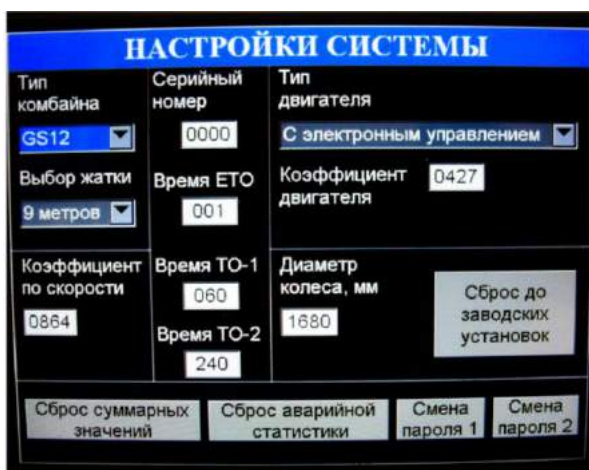 НАСТРОЙКИ СИСТЕМЫ
Тип
комбайна
GS12
Серийный
номер
0000
Тип
двигателя
С электронным управлением
Выбор жатки
9 метров
Время ЕТО
001
Коэффициент
двигателя
0427
Коэффициент
по скорости
0864
Время ТО-1
060
Время ТО-2
240
Диаметр
колеса, мм
1680
Сброс до
заводских
установок
Сброс суммарных
значений
Сброс аварийной
статистики
Смена
пароля 1
Смена
пароля 2